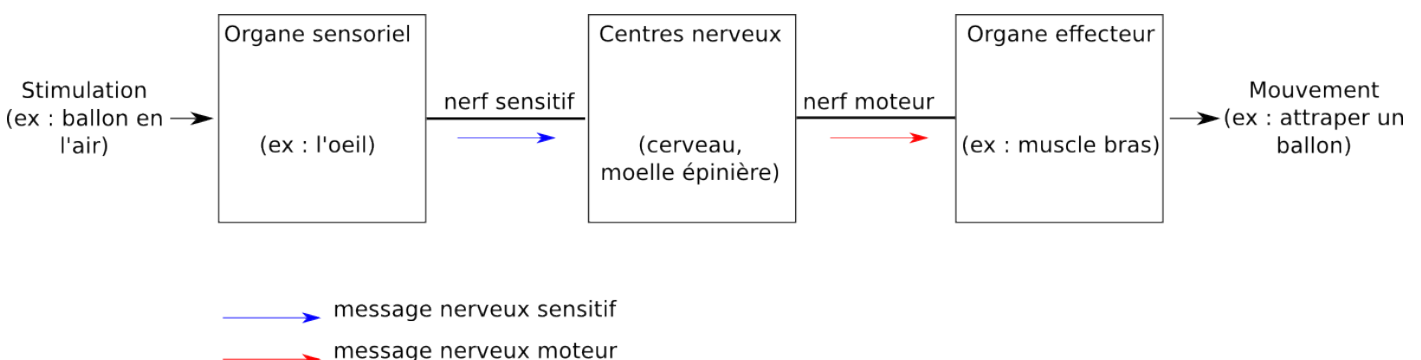 Organe sensoriel
Centres nerveux
Organe effecteur
Stimulation
(ex : ballon en
l'air)
nerf sensitif
nerf moteur
Mouvement
(ex : attraper un
ballon)
(ex : l'oeil)
(cerveau,
moelle épinière)
(ex : muscle bras)
message nerveux sensitif
message nerveux moteur